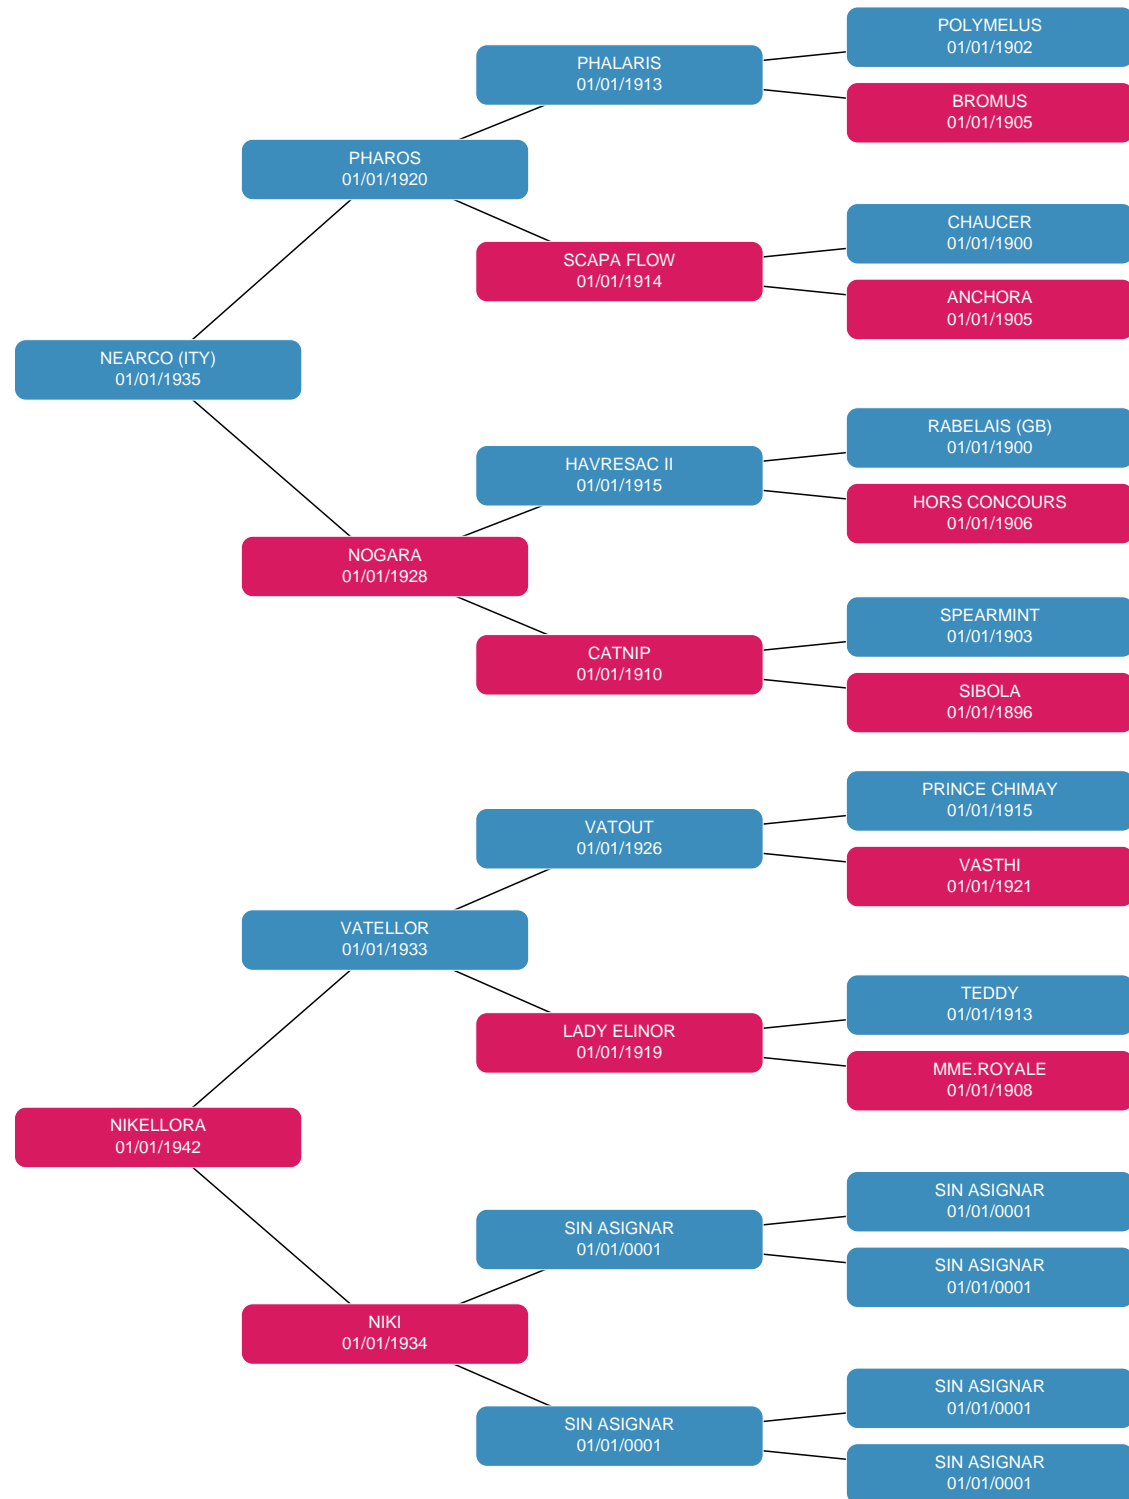 POLYMELUS
01/01/1902
PHALARIS
01/01/1913
BROMUS
01/01/1905
PHAROS
01/01/1920
CHAUCER
01/01/1900
SCAPA FLOW
01/01/1914
ANCHORA
01/01/1905
NEARCO (ITY)
01/01/1935
RABELAIS (GB)
01/01/1900
HAVRESAC II
01/01/1915
HORS CONCOURS
01/01/1906
NOGARA
01/01/1928
SPEARMINT
01/01/1903
CATNIP
01/01/1910
SIBOLA
01/01/1896
PRINCE CHIMAY
01/01/1915
VATOUT
01/01/1926
VASTHI
01/01/1921
VATELLOR
01/01/1933
TEDDY
01/01/1913
LADY ELINOR
01/01/1919
MME.ROYALE
01/01/1908
NIKELLORA
01/01/1942
SIN ASIGNAR
01/01/0001
SIN ASIGNAR
01/01/0001
SIN ASIGNAR
01/01/0001
NIKI
01/01/1934
SIN ASIGNAR
01/01/0001
SIN ASIGNAR
01/01/0001
SIN ASIGNAR
01/01/0001